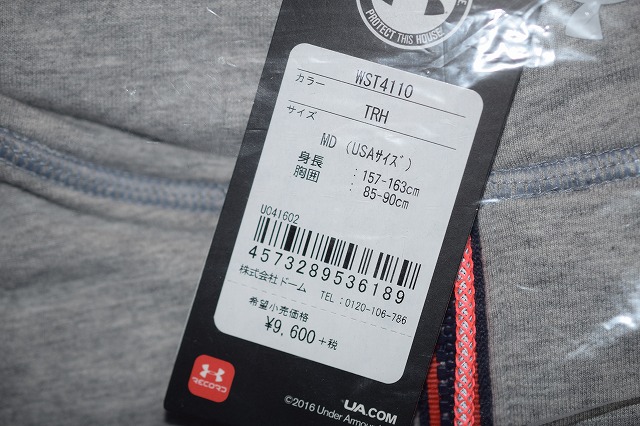 PROTECT THIS HOUSE
WST4110
カラー TRH
サイズ MD (USAサイズ)
身長 : 157-163cm
胸囲 : 85-90cm
U041602
4573289536189
株式会社ドーム TEL:0120-106-786
希望小売価格
¥9,600+税
UA.COM
©2016 Under Armour